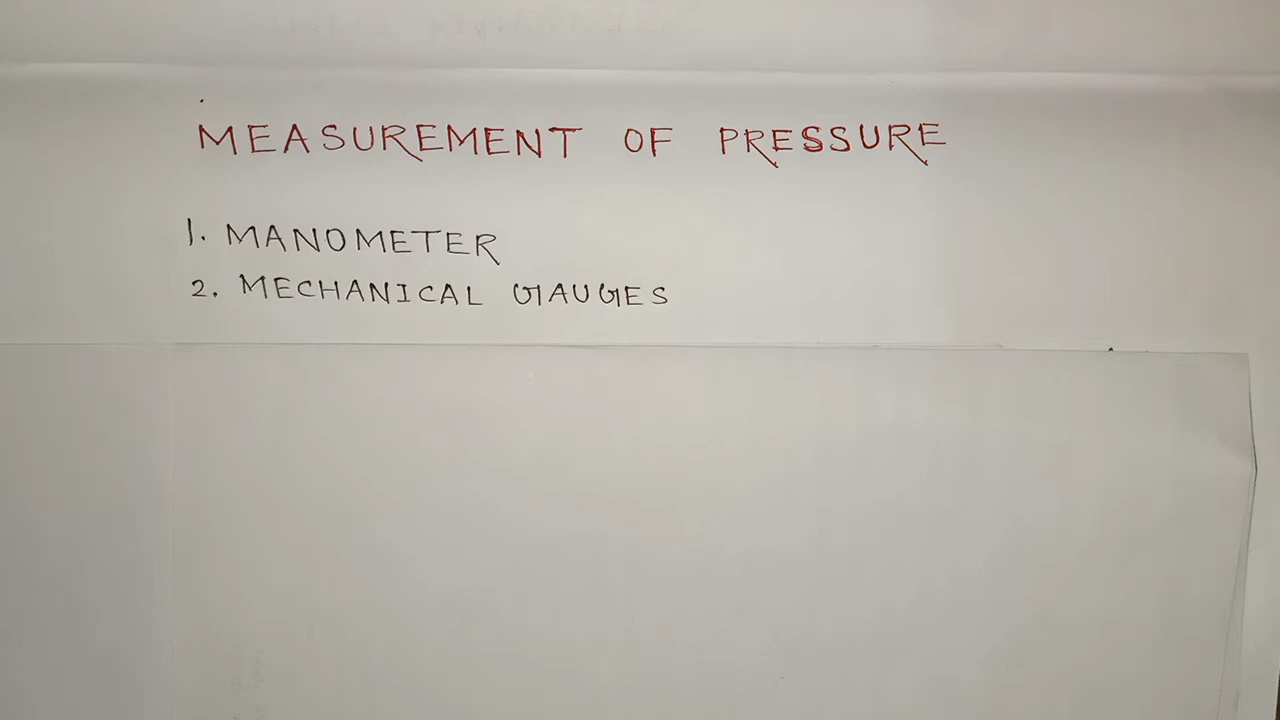 MEASUREMENT OF PRESSURE
1. MANOMETER
2. MECHANICAL GAUGES